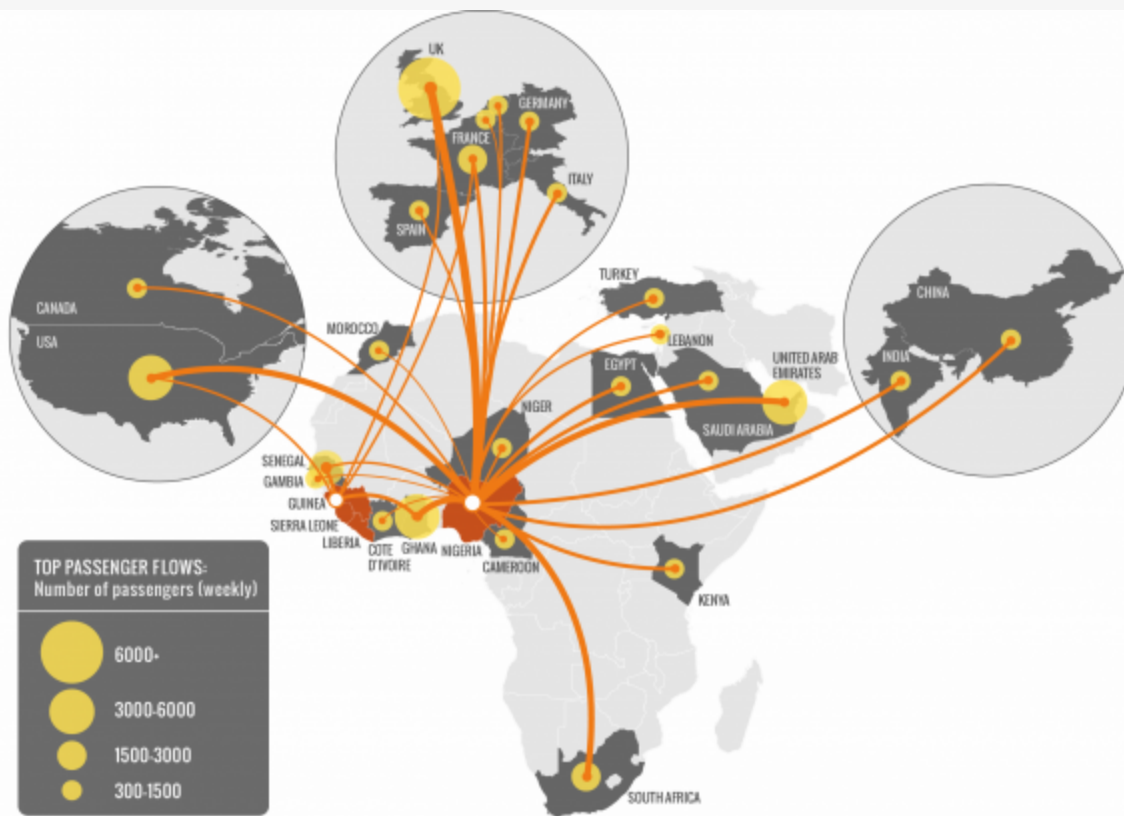 UK
GERMANY
FRANCE
ITALY
SPAIN
CANADA
USA
TURKEY
MOROCCO
LEBANON
EGYPT
UNITED ARAB
EMIRATES
SAUDI ARABIA
CHINA
INDIA
NIGER
SENEGAL
GAMBIA
GUINEA
SIERRA LEONE
LIBERIA
COTE
D'IVOIRE
GHANA
NIGERIA
CAMEROON
KENYA
SOUTH AFRICA
TOP PASSENGER FLOWS:
Number of passengers (weekly)
6000+
3000-6000
1500-3000
300-1500